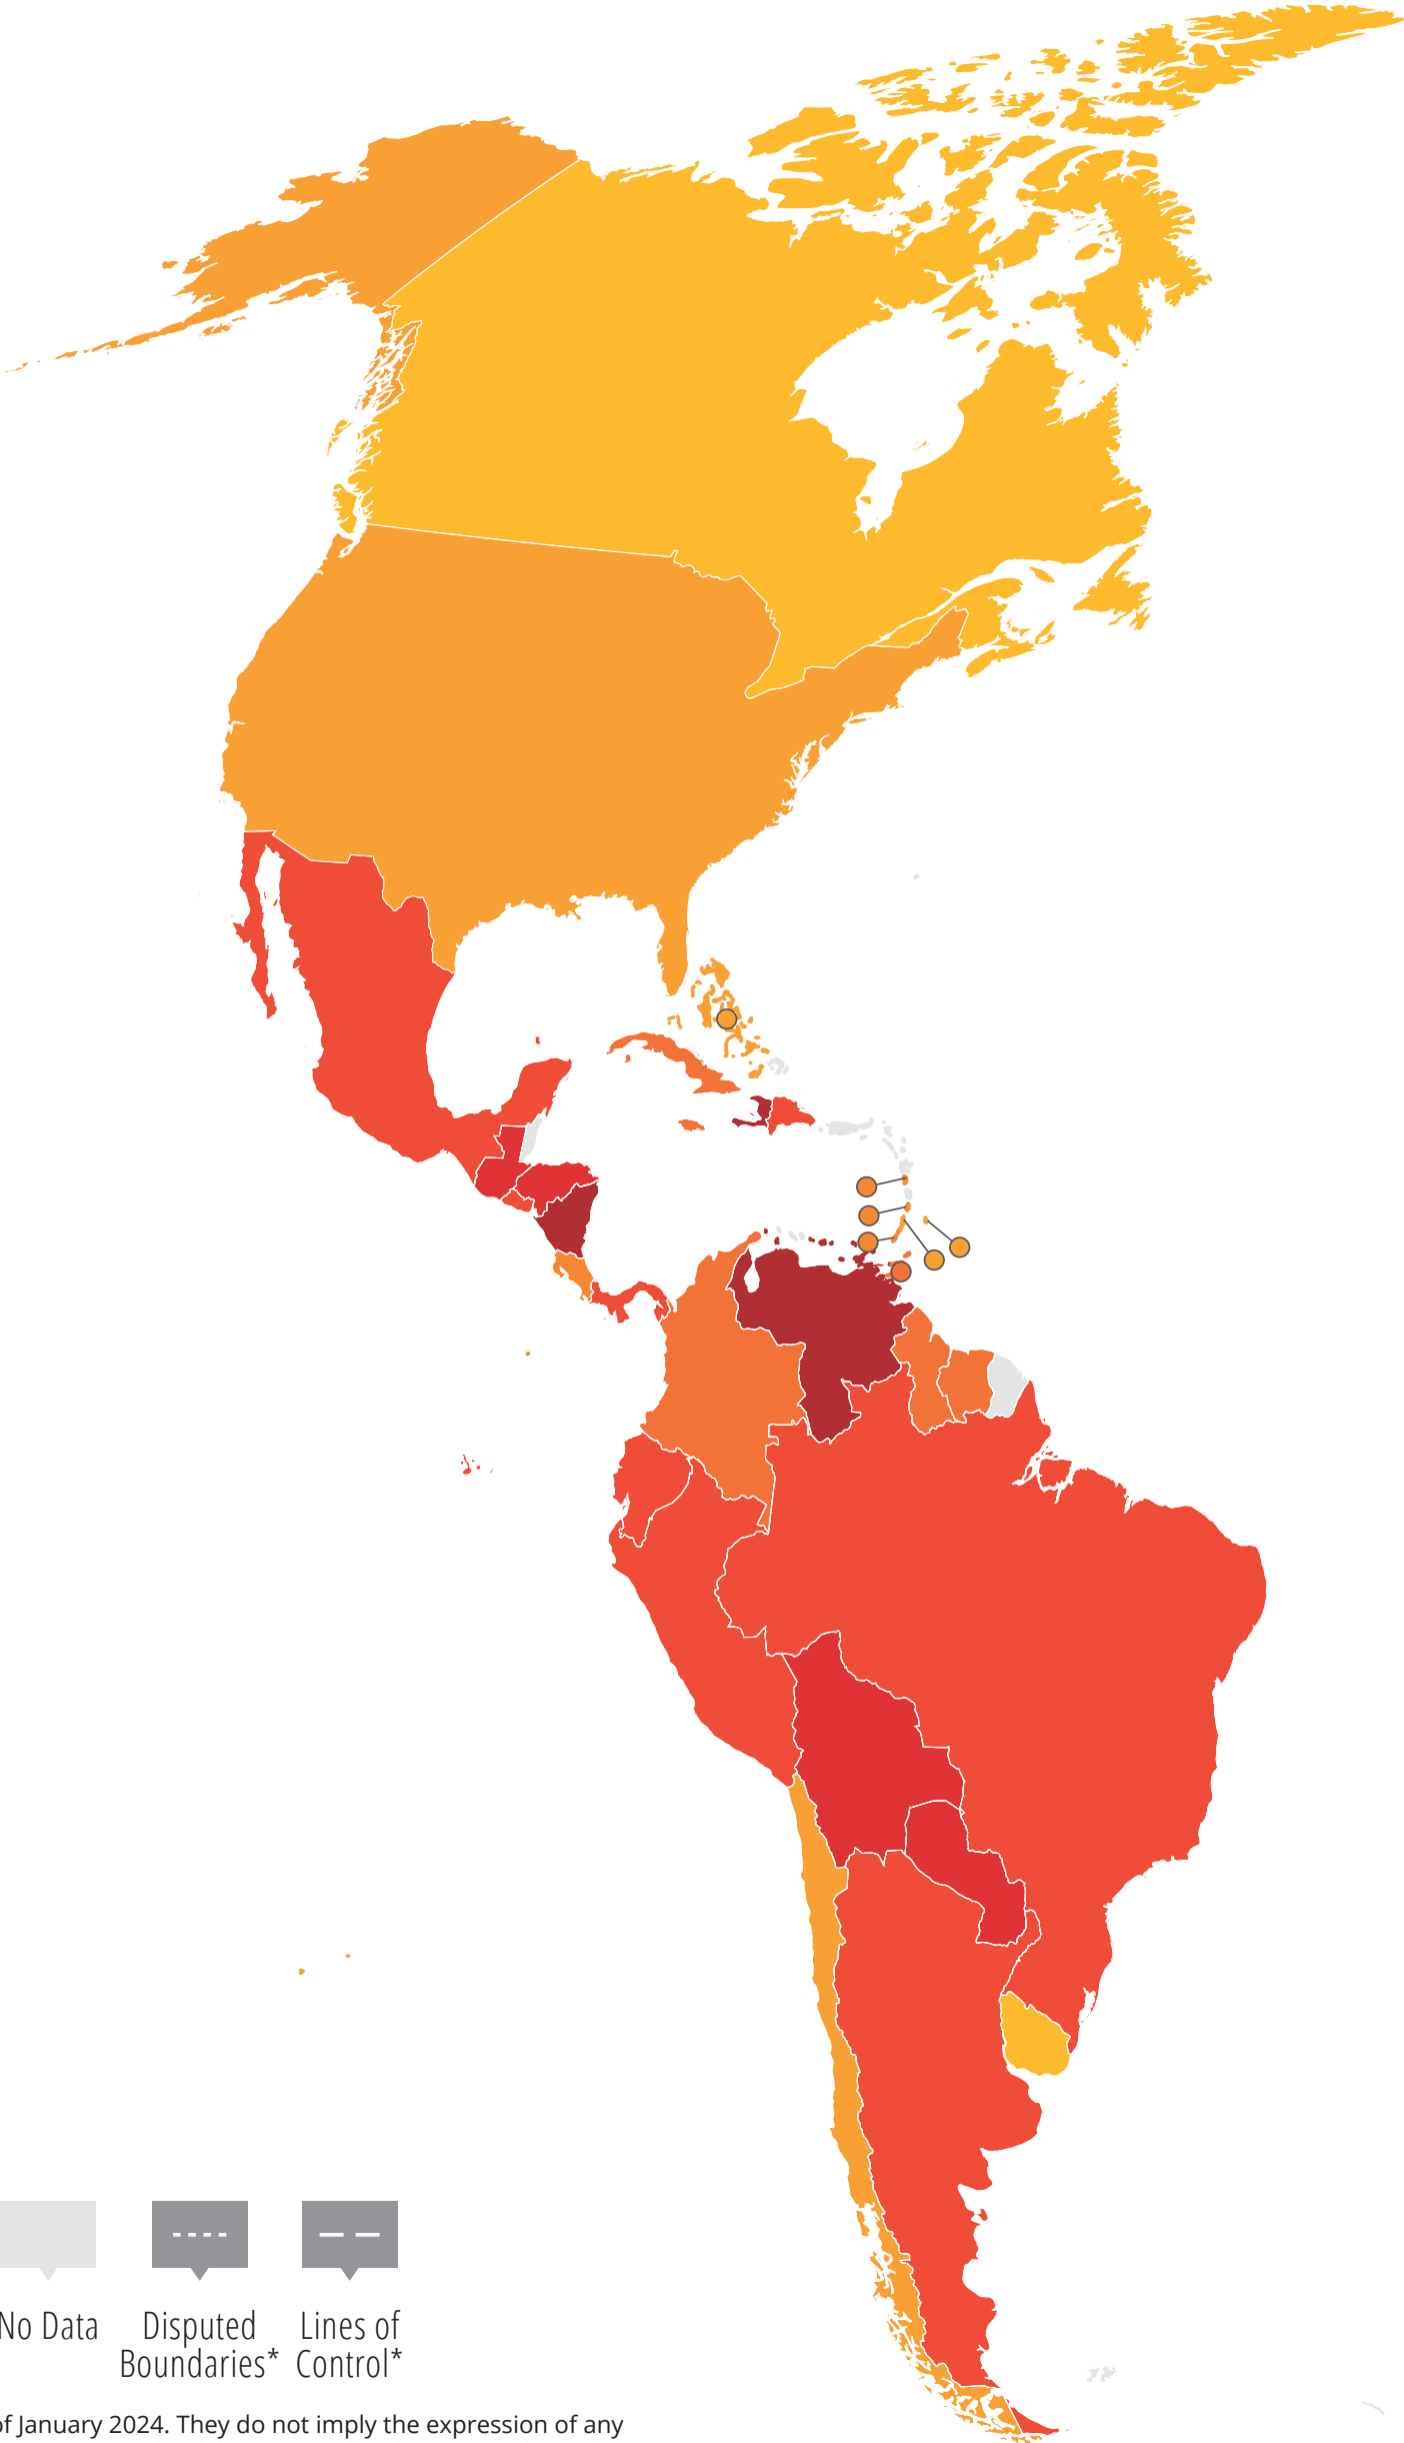 No Data
Disputed
Boundaries*
Lines of
Control*
of January 2024. They do not imply the expression of any